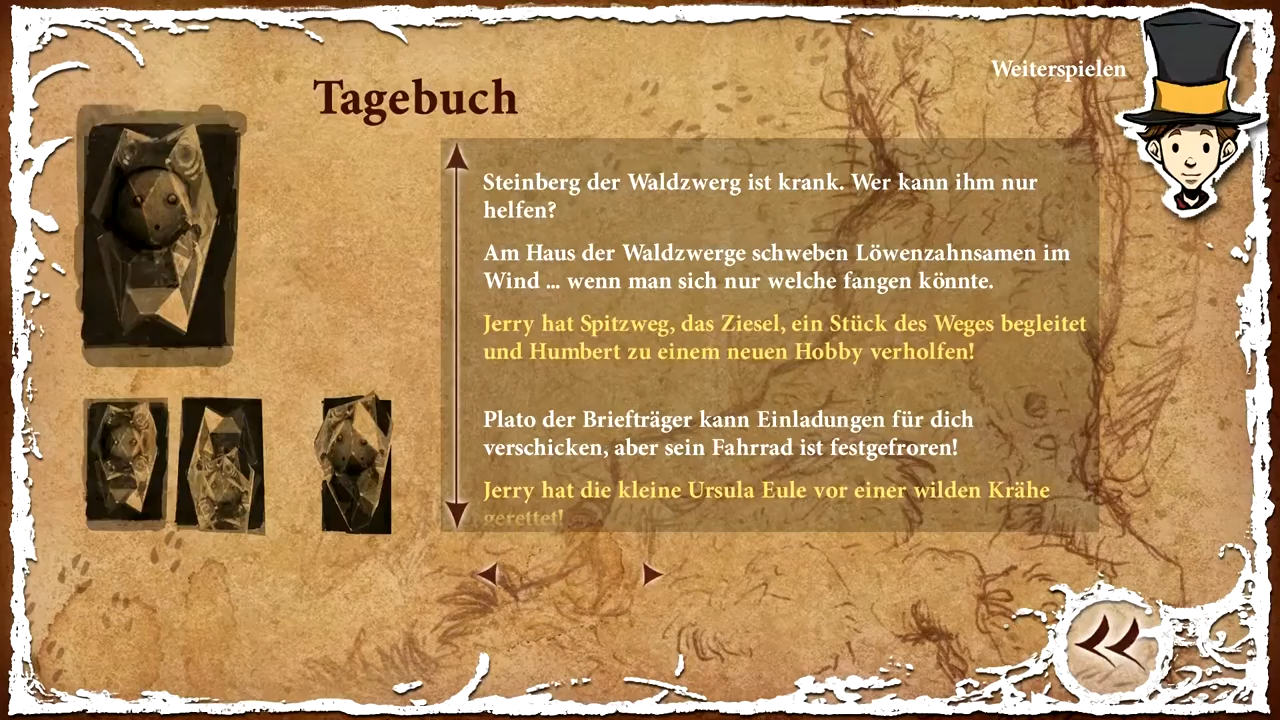 Weiterspielen
Tagebuch
Steinberg der Waldzwerg ist krank. Wer kann ihm nur
helfen?
Am Haus der Waldzwerge schweben Löwenzahnsamen im
Wind ... wenn man sich nur welche fangen könnte.
Jerry hat Spitzweg, das Ziesel, ein Stück des Weges begleitet
und Humbert zu einem neuen Hobby verholfen!
Plato der Briefträger kann Einladungen für dich
verschicken, aber sein Fahrrad ist festgefroren!
Jerry hat die kleine Ursula Eule vor einer wilden Krähe
gerettet!